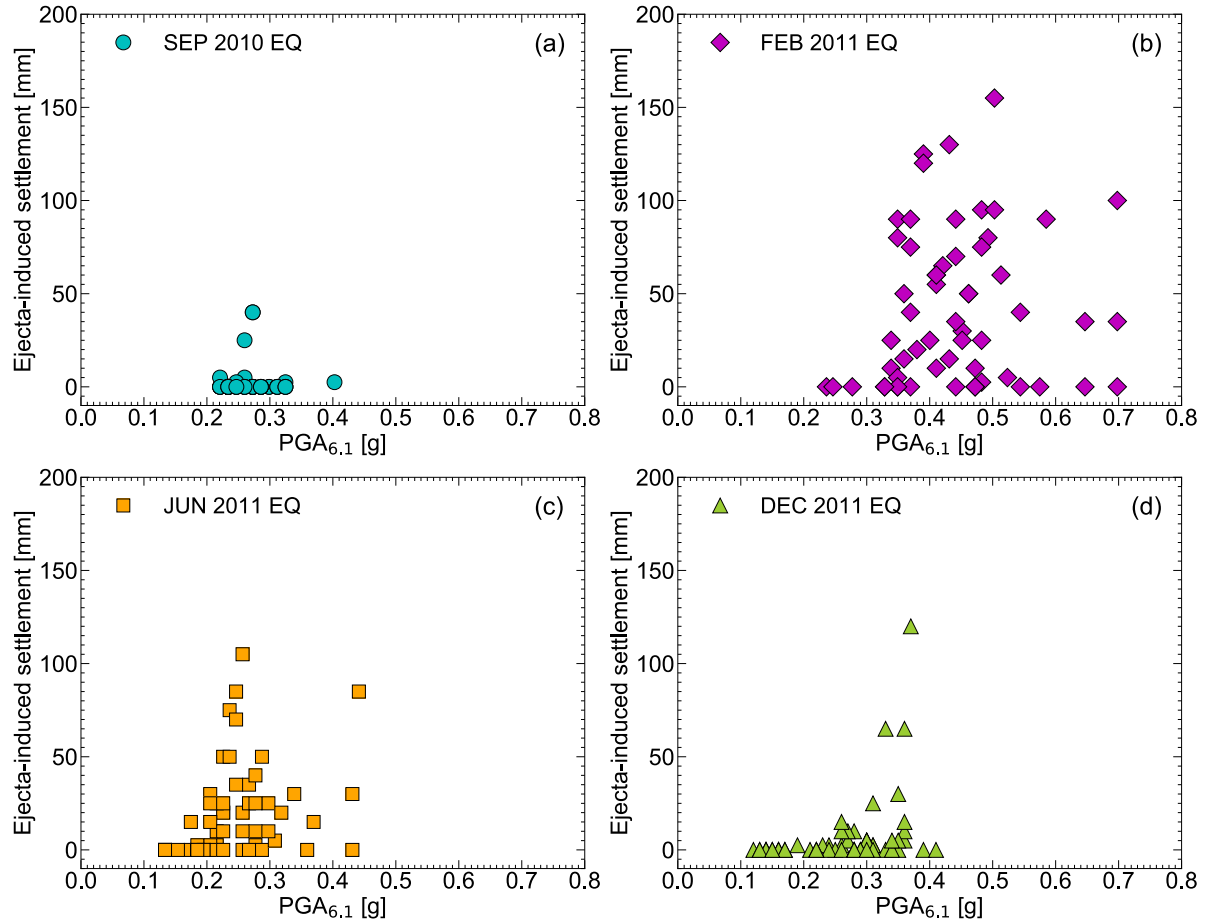 SEP 2010 EQ (a)
Ejecta-induced settlement [mm]
200
150
100
50
0
0.0 0.1 0.2 0.3 0.4 0.5 0.6 0.7 0.8
PGA6.1 [g]
FEB 2011 EQ (b)
Ejecta-induced settlement [mm]
200
150
100
50
0
0.0 0.1 0.2 0.3 0.4 0.5 0.6 0.7 0.8
PGA6.1 [g]
JUN 2011 EQ (c)
Ejecta-induced settlement [mm]
200
150
100
50
0
0.0 0.1 0.2 0.3 0.4 0.5 0.6 0.7 0.8
PGA6.1 [g]
DEC 2011 EQ (d)
Ejecta-induced settlement [mm]
200
150
100
50
0
0.0 0.1 0.2 0.3 0.4 0.5 0.6 0.7 0.8
PGA6.1 [g]